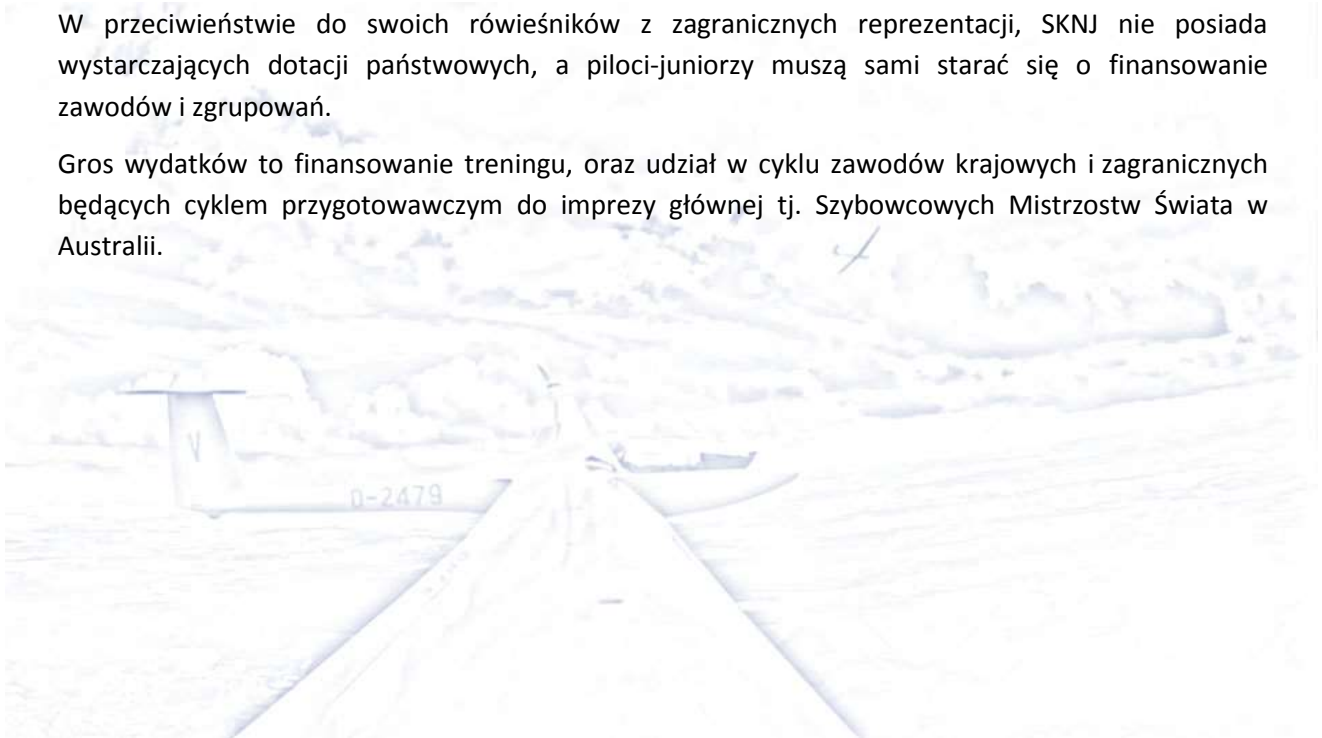 W przeciwieństwie do swoich rówieśników z zagranicznych reprezentacji, SKNJ nie posiada
wystarczających dotacji państwowych, a piloci-juniorzy muszą sami starać się o finansowanie
zawodów i zgrupowań.
Gros wydatków to finansowanie treningu, oraz udział w cyklu zawodów krajowych i zagranicznych
będących cyklem przygotowawczym do imprezy głównej tj. Szybowcowych Mistrzostw Świata w
Australii.
V
D-2479